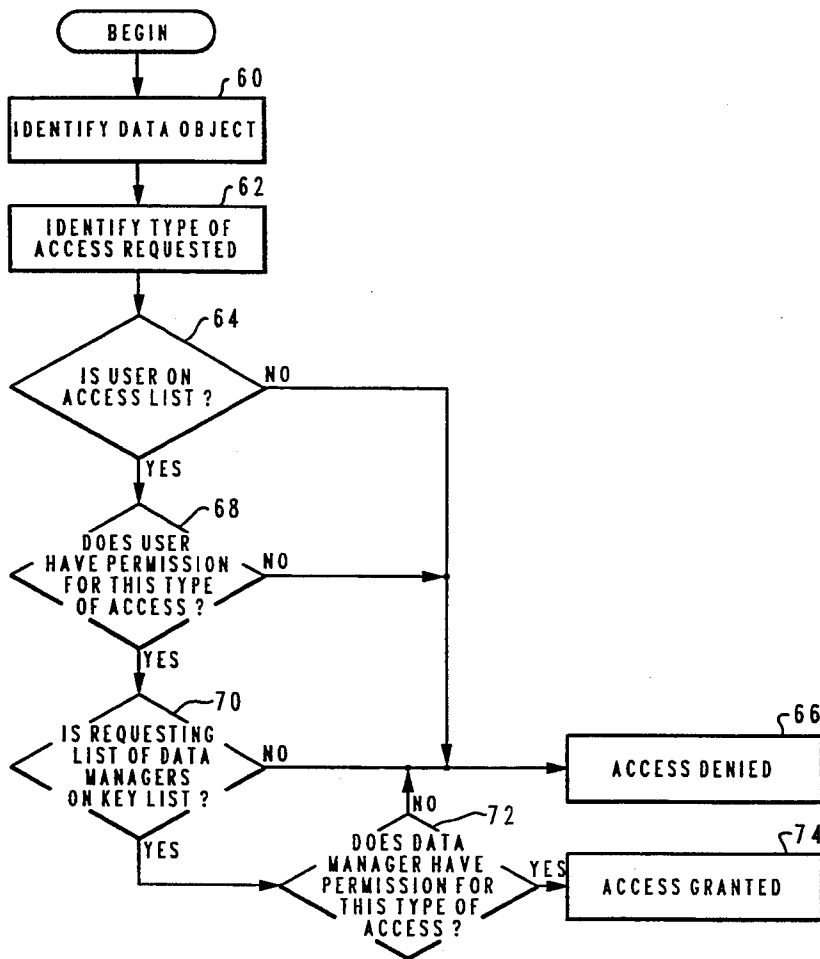 BEGIN
60
IDENTIFY DATA OBJECT
62
IDENTIFY TYPE OF
ACCESS REQUESTED
64
IS USER ON
ACCESS LIST ?
NO
YES
68
DOES USER
HAVE PERMISSION
FOR THIS TYPE
OF ACCESS ?
NO
YES
70
IS REQUESTING
LIST OF DATA
MANAGERS
ON KEY LIST ?
NO
YES
66
ACCESS DENIED
NO
72
DOES DATA
MANAGER HAVE
PERMISSION FOR
THIS TYPE OF
ACCESS ?
YES
74
ACCESS GRANTED